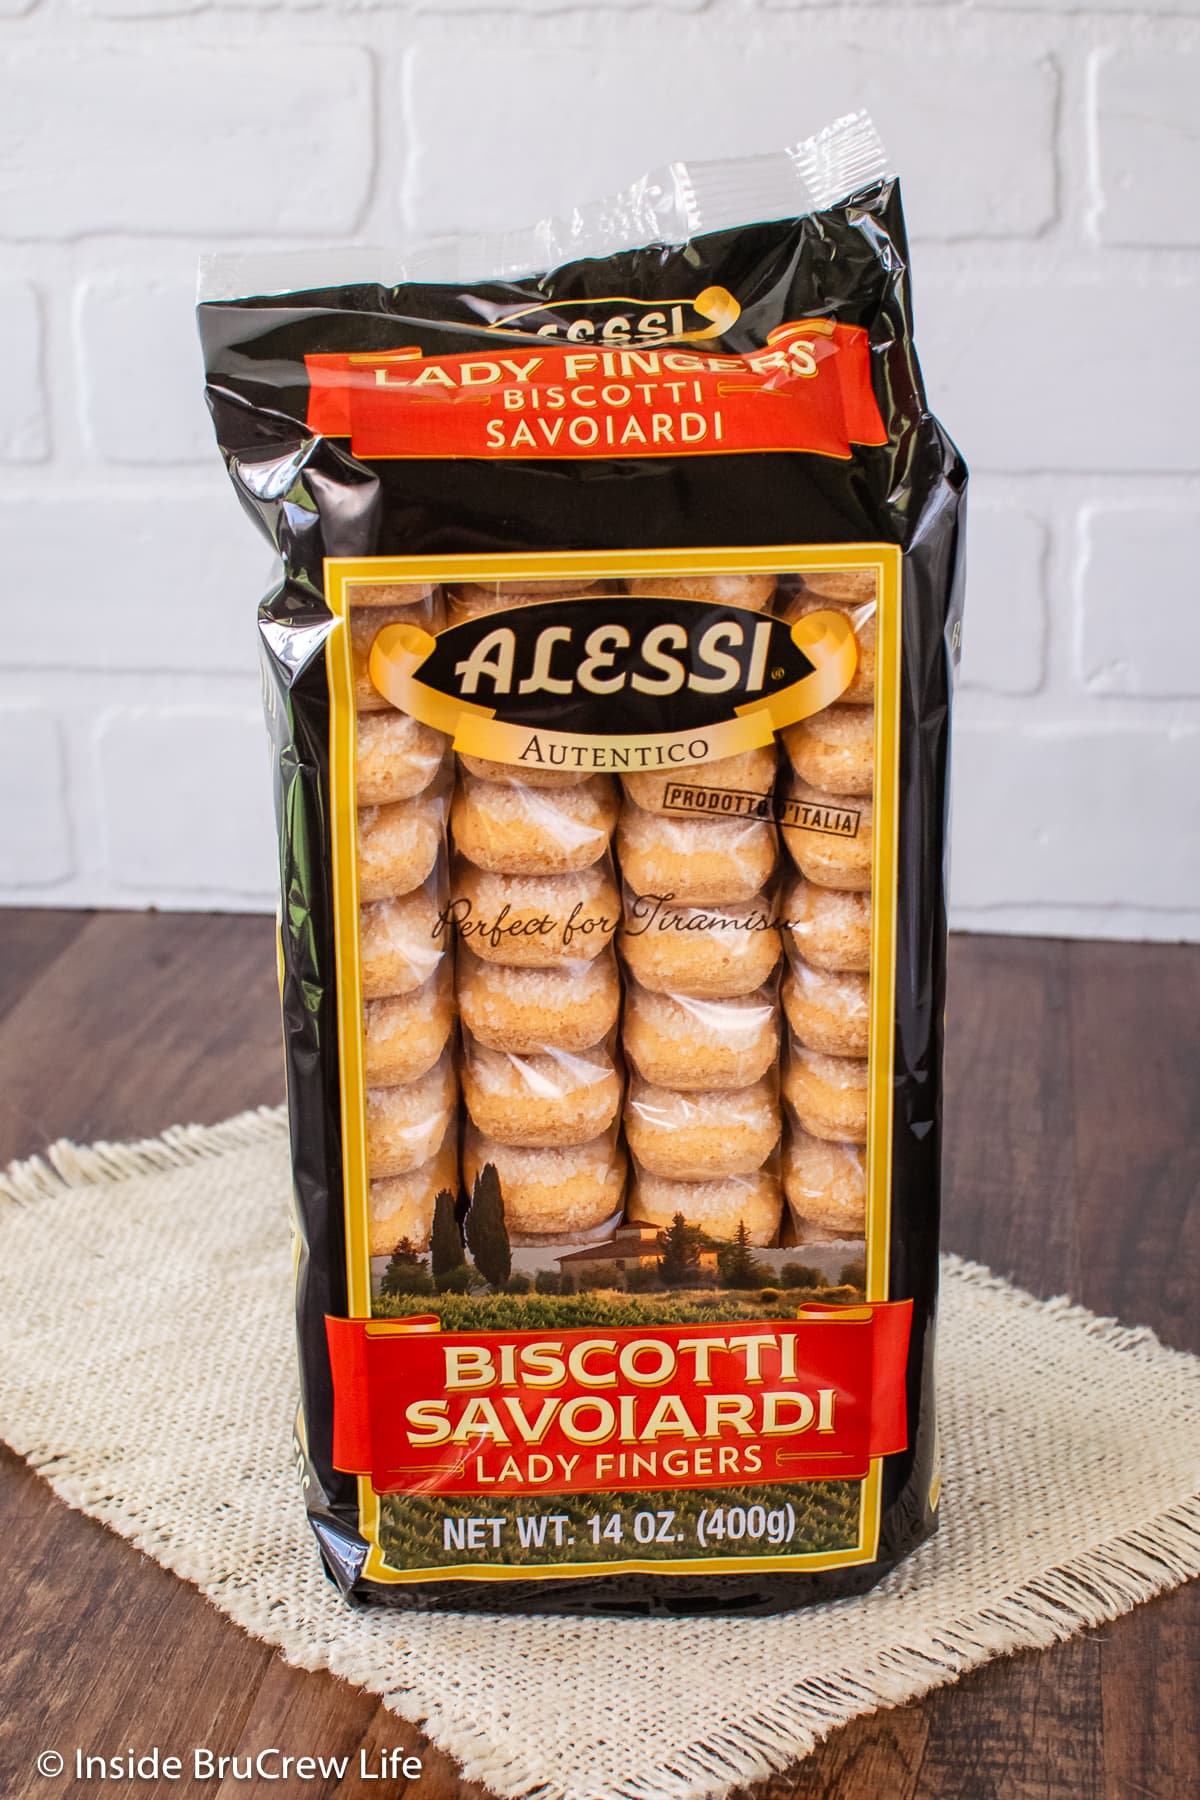 ALESSI
LADY FINGERS
BISCOTTI
SAVOIARDI
ALESSI®
AUTENTICO
PRODOTTO D'ITALIA
Perfect for Tiramisu
BISCOTTI
SAVOIARDI
LADY FINGERS
NET WT. 14 OZ. (400g)
© Inside BruCrew Life